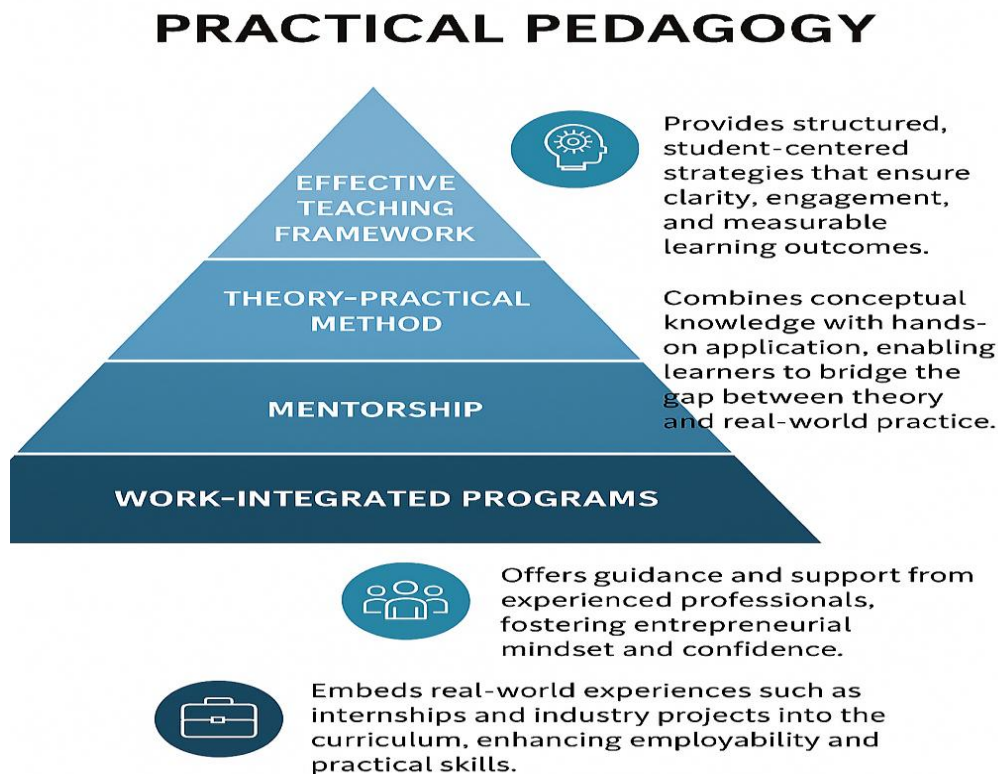 PRACTICAL PEDAGOGY
EFFECTIVE
TEACHING
FRAMEWORK
Provides structured,
student-centered
strategies that ensure
clarity, engagement,
and measurable
learning outcomes.
THEORY-PRACTICAL
METHOD
Combines conceptual
knowledge with hands-
on application, enabling
learners to bridge the
gap between theory
and real-world practice.
MENTORSHIP
WORK-INTEGRATED PROGRAMS
Offers guidance and support from
experienced professionals,
fostering entrepreneurial
mindset and confidence.
Embeds real-world experiences such as
internships and industry projects into the
curriculum, enhancing employability and
practical skills.